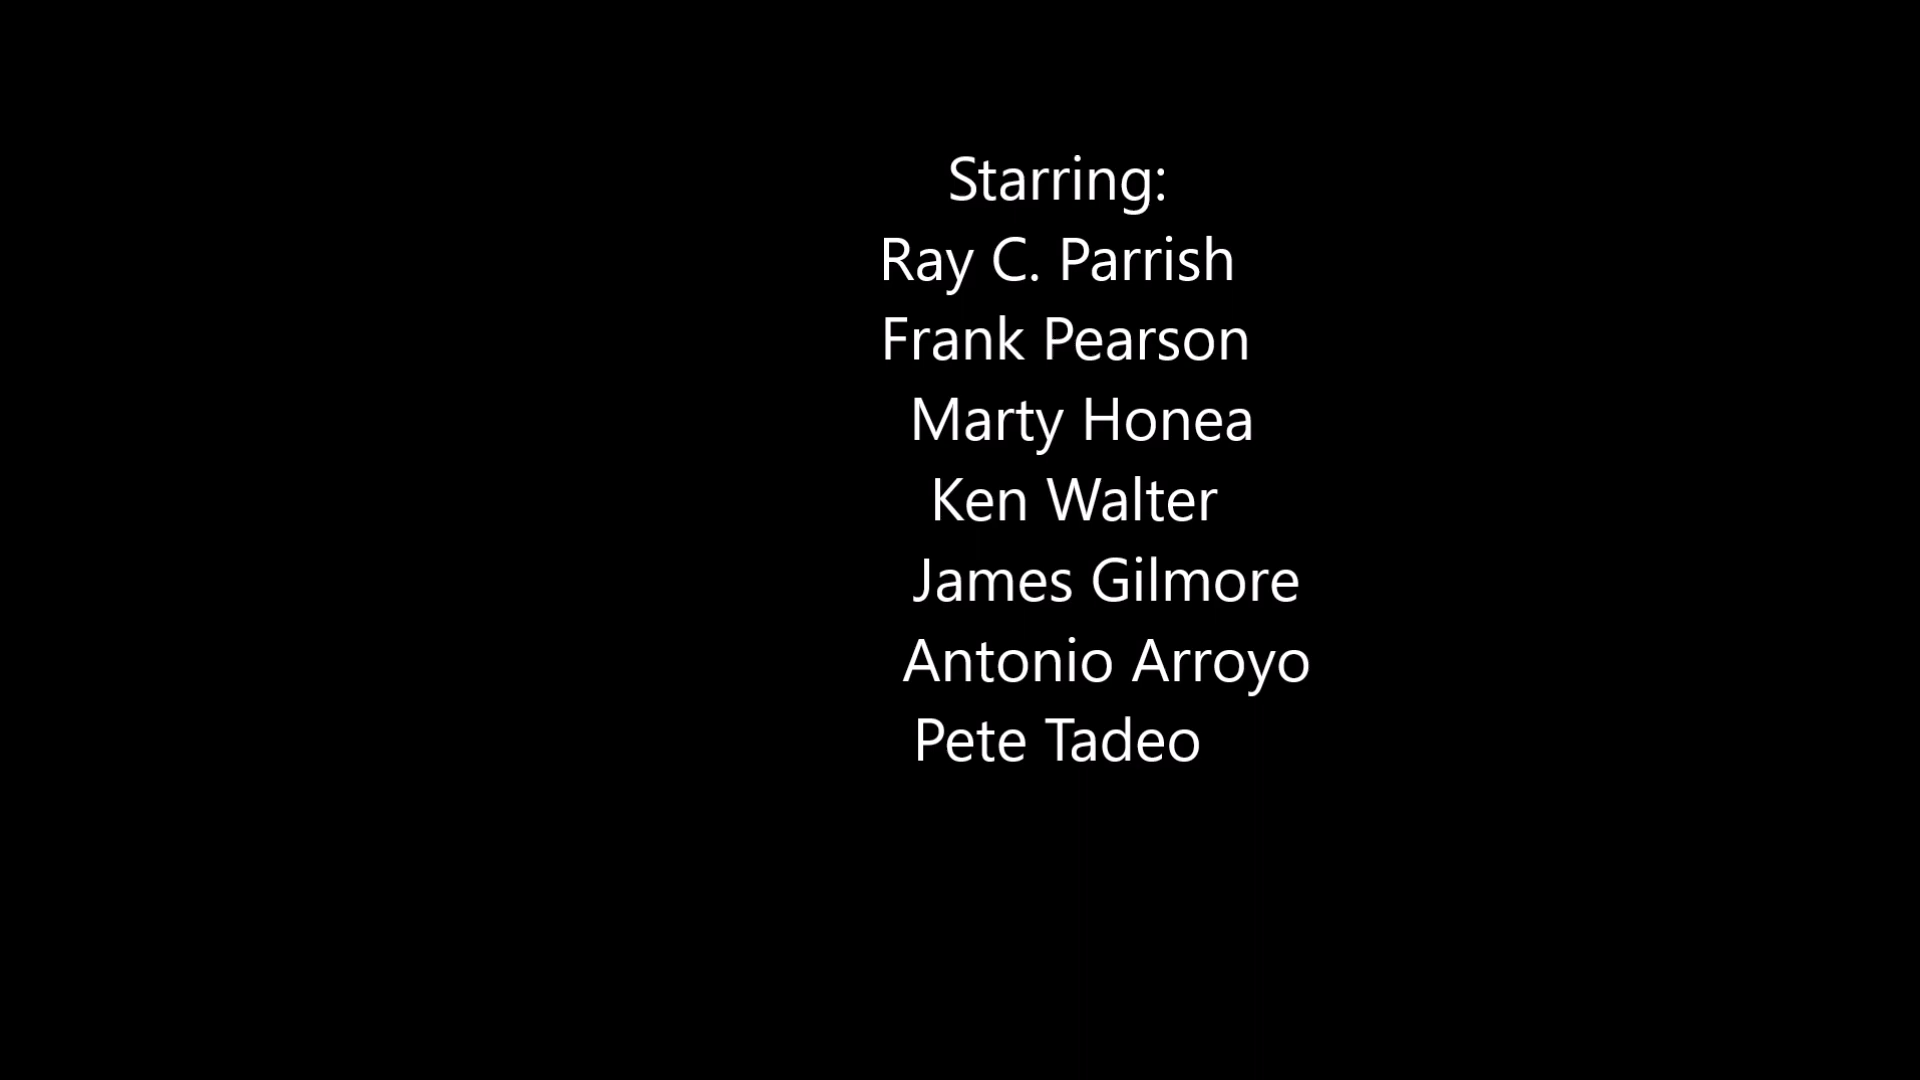 Starring:
Ray C. Parrish
Frank Pearson
Marty Honea
Ken Walter
James Gilmore
Antonio Arroyo
Pete Tadeo